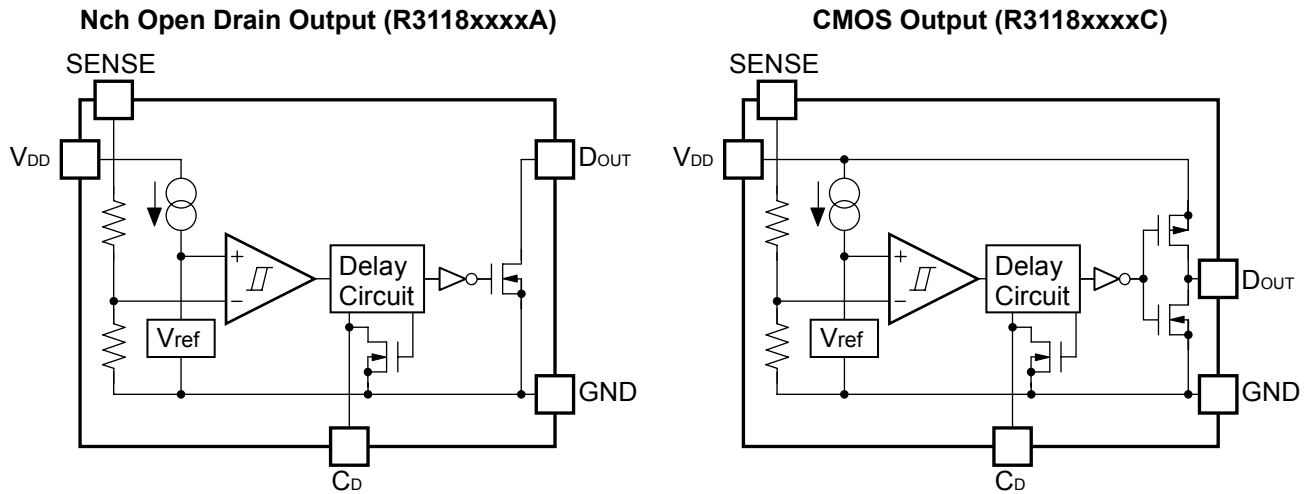 Nch Open Drain Output (R3118xxxxA)
SENSE
VDD
DOUT
+
−
Delay
Circuit
Vref
GND
CD
CMOS Output (R3118xxxxC)
SENSE
VDD
+
−
Delay
Circuit
DOUT
Vref
GND
CD